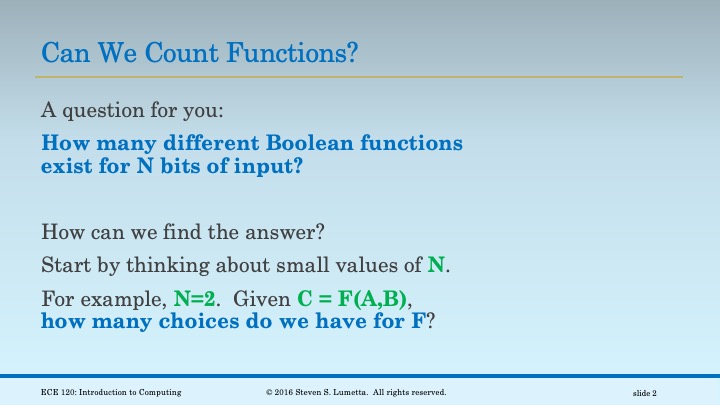 Can We Count Functions?
A question for you:
How many different Boolean functions
exist for N bits of input?
How can we find the answer?
Start by thinking about small values of N.
For example, N=2.  Given C = F(A,B),
how many choices do we have for F?
ECE 120: Introduction to Computing
© 2016 Steven S. Lumetta.  All rights reserved.
slide 2